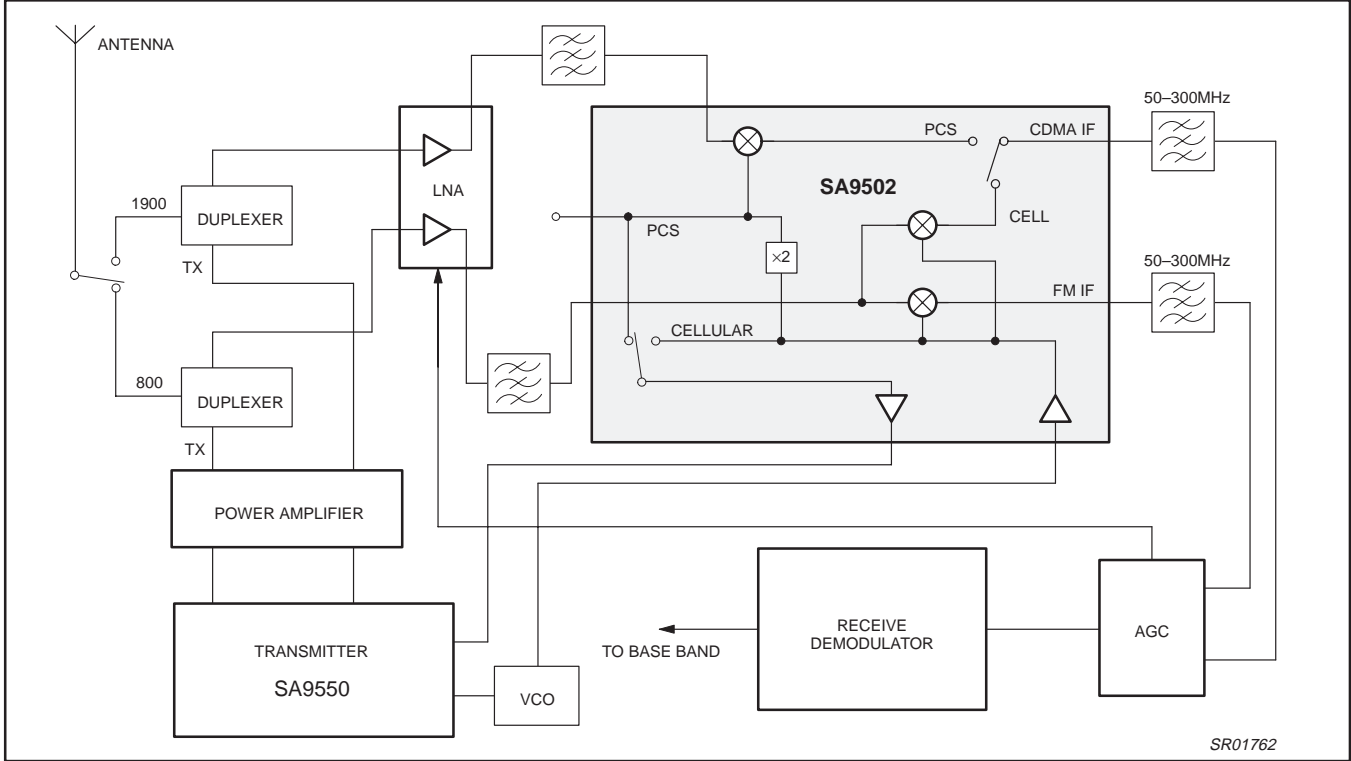 ANTENNA
50–300MHz
PCS
CDMA IF
LNA
SA9502
1900
DUPLEXER
CELL
PCS
×2
TX
50–300MHz
FM IF
CELLULAR
800
DUPLEXER
TX
POWER AMPLIFIER
TRANSMITTER
SA9550
VCO
TO BASE BAND
RECEIVE
DEMODULATOR
AGC
SR01762